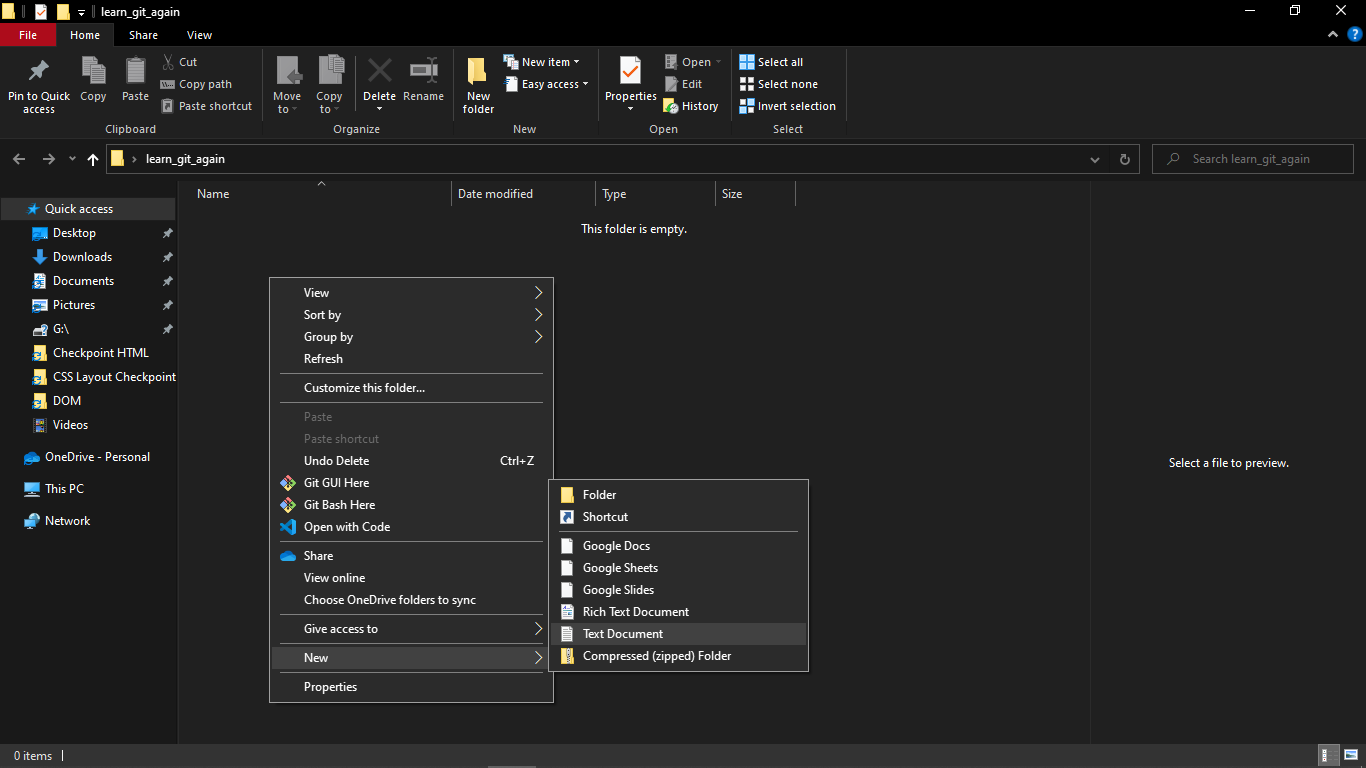 learn_git_again
File Home Share View
Pin to Quick access
Copy
Paste
Cut
Copy path
Paste shortcut
Clipboard
Move to
Copy to
Delete
Rename
Organize
New folder
New item
Easy access
New
Properties
Open
Edit
History
Open
Select all
Select none
Invert selection
Select
learn_git_again
Search learn_git_again
Quick access
Desktop
Downloads
Documents
Pictures
G:\
Checkpoint HTML
CSS Layout Checkpoint
DOM
Videos
OneDrive - Personal
This PC
Network
Name Date modified Type Size
This folder is empty.
View
Sort by
Group by
Refresh
Customize this folder...
Paste
Paste shortcut
Undo Delete Ctrl+Z
Git GUI Here
Git Bash Here
Open with Code
Share
View online
Choose OneDrive folders to sync
Give access to
New
Properties
Folder
Shortcut
Google Docs
Google Sheets
Google Slides
Rich Text Document
Text Document
Compressed (zipped) Folder
Select a file to preview.
0 items